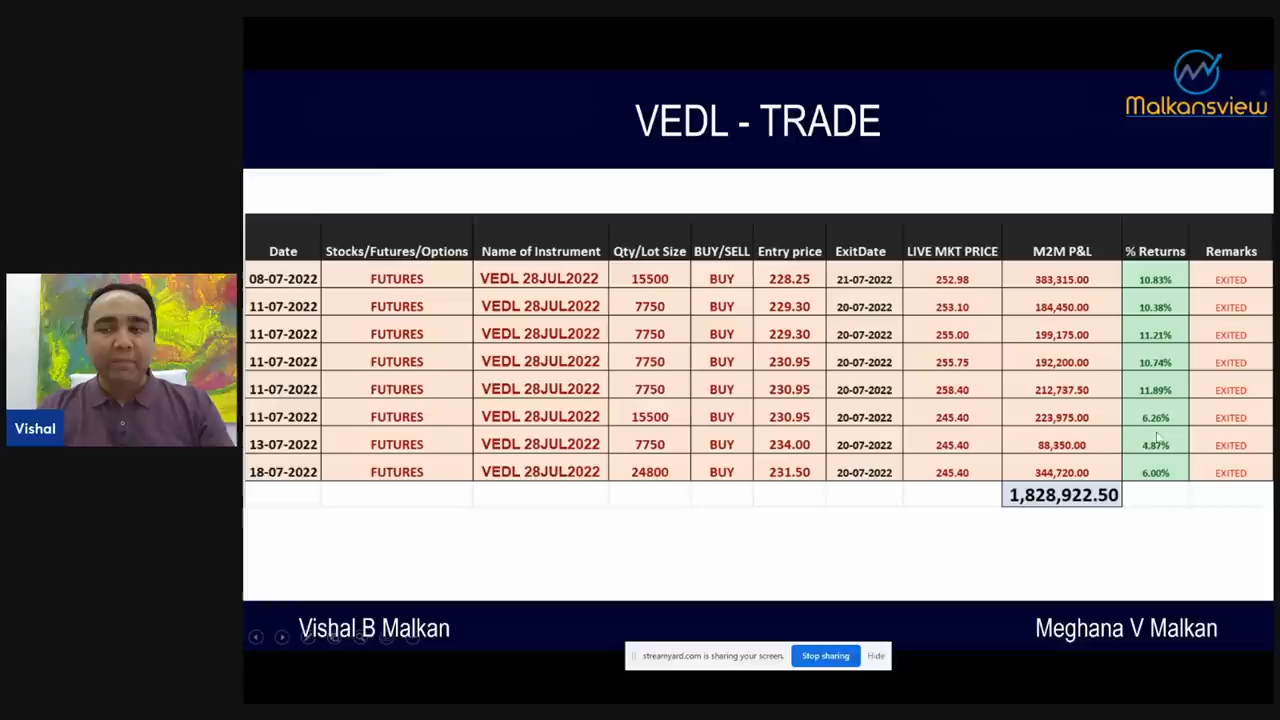 Malkansview
VEDL - TRADE
Date Stocks/Futures/Options Name of Instrument Qty/Lot Size BUY/SELL Entry price ExitDate LIVE MKT PRICE M2M P&L % Returns Remarks
08-07-2022 FUTURES VEDL 28JUL2022 15500 BUY 228.25 21-07-2022 252.98 383,315.00 10.83% EXITED
11-07-2022 FUTURES VEDL 28JUL2022 7750 BUY 229.30 20-07-2022 253.10 184,450.00 10.38% EXITED
11-07-2022 FUTURES VEDL 28JUL2022 7750 BUY 229.30 20-07-2022 255.00 199,175.00 11.21% EXITED
11-07-2022 FUTURES VEDL 28JUL2022 7750 BUY 230.95 20-07-2022 255.75 192,200.00 10.74% EXITED
11-07-2022 FUTURES VEDL 28JUL2022 7750 BUY 230.95 20-07-2022 258.40 212,737.50 11.89% EXITED
11-07-2022 FUTURES VEDL 28JUL2022 15500 BUY 230.95 20-07-2022 245.40 223,975.00 6.26% EXITED
13-07-2022 FUTURES VEDL 28JUL2022 7750 BUY 234.00 20-07-2022 245.40 88,350.00 4.87% EXITED
18-07-2022 FUTURES VEDL 28JUL2022 24800 BUY 231.50 20-07-2022 245.40 344,720.00 6.00% EXITED
1,828,922.50
Vishal
Vishal B Malkan Meghana V Malkan
streamyard.com is sharing your screen. Stop sharing Hide